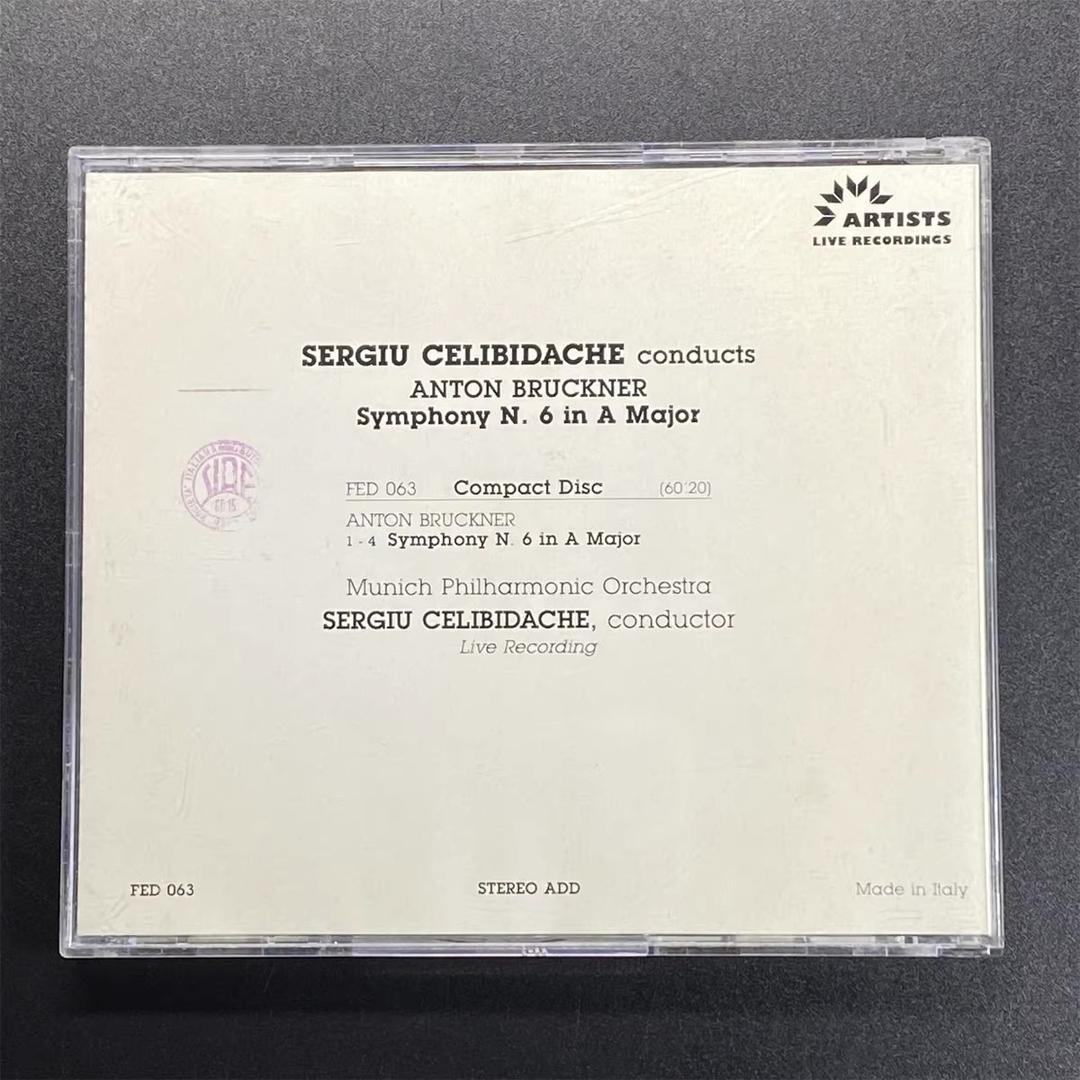 ARTISTS
LIVE RECORDINGS
SERGIU CELIBIDACHE conducts
ANTON BRUCKNER
Symphony N. 6 in A Major
FED 063 Compact Disc (60'20)
ANTON BRUCKNER
1 - 4 Symphony N. 6 in A Major
Munich Philharmonic Orchestra
SERGIU CELIBIDACHE, conductor
Live Recording
FED 063 STEREO ADD Made in Italy